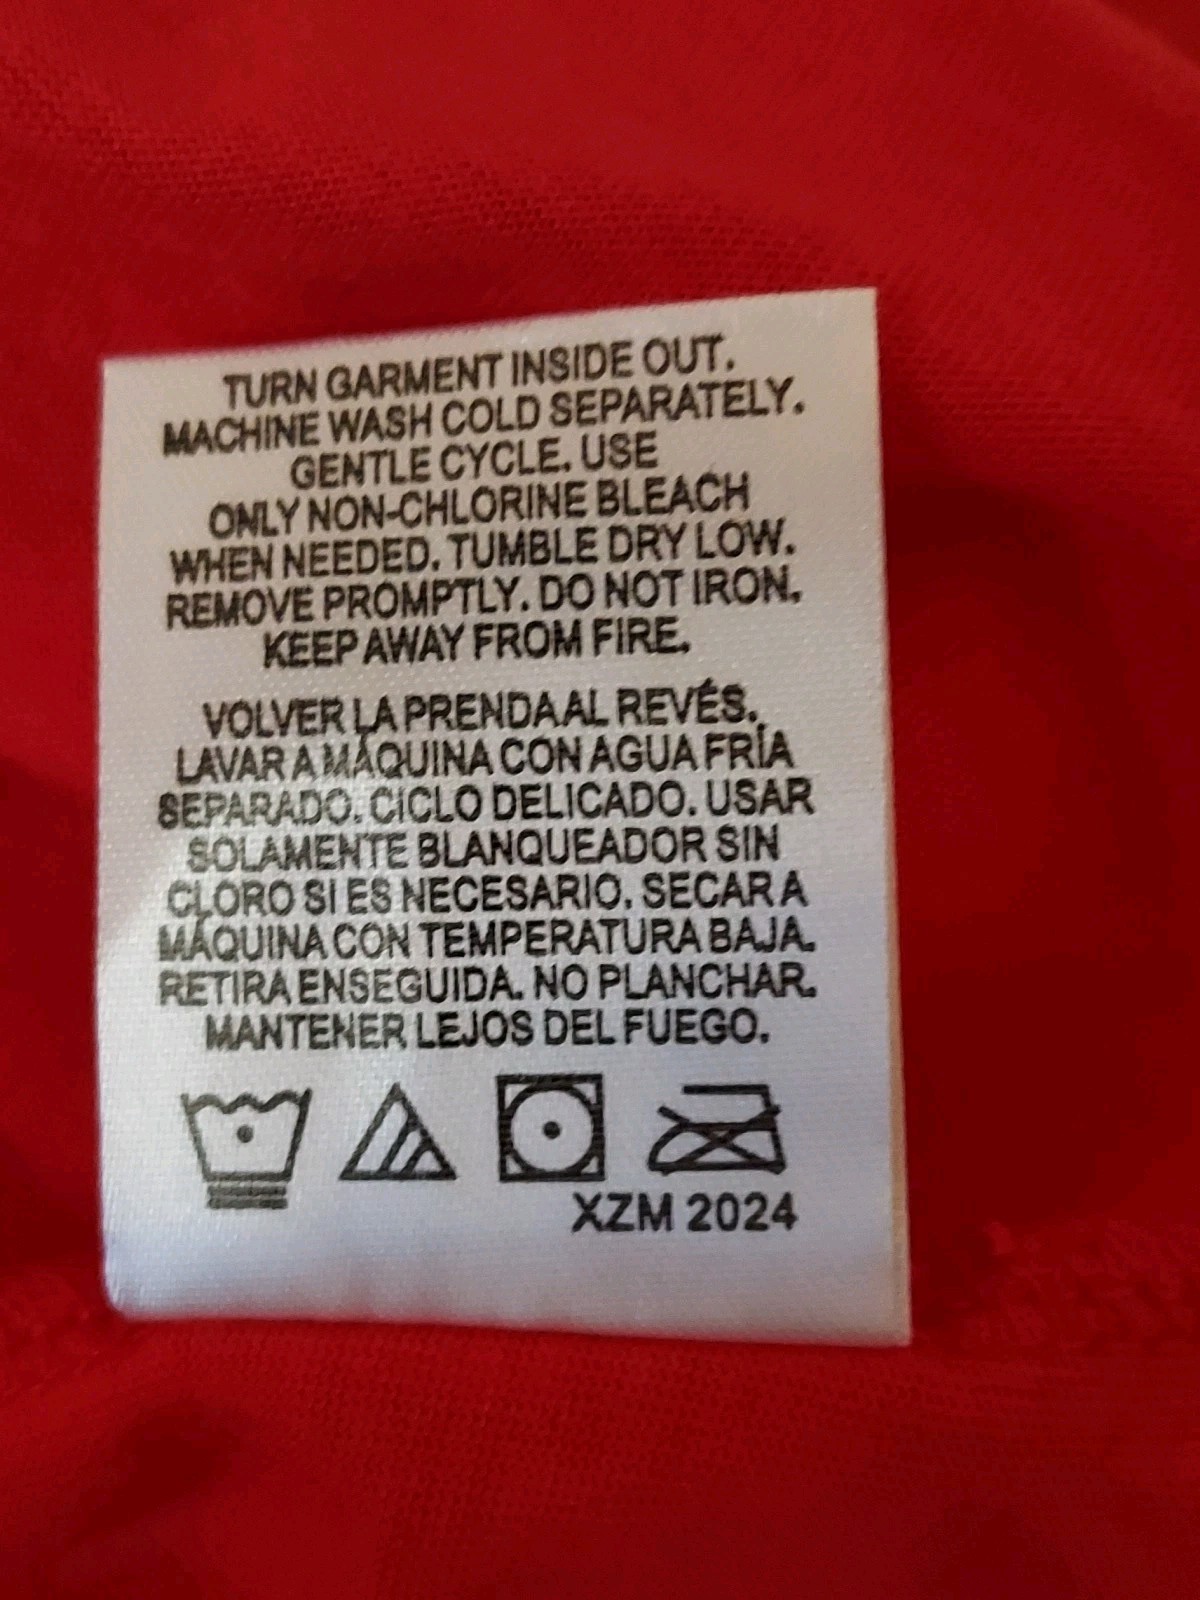 TURN GARMENT INSIDE OUT.
MACHINE WASH COLD SEPARATELY.
GENTLE CYCLE. USE
ONLY NON-CHLORINE BLEACH
WHEN NEEDED. TUMBLE DRY LOW.
REMOVE PROMPTLY. DO NOT IRON.
KEEP AWAY FROM FIRE.
VOLVER LA PRENDA AL REVÉS.
LAVAR A MÁQUINA CON AGUA FRÍA
SEPARADO. CICLO DELICADO. USAR
SOLAMENTE BLANQUEADOR SIN
CLORO SI ES NECESARIO. SECAR A
MÁQUINA CON TEMPERATURA BAJA.
RETIRA ENSEGUIDA. NO PLANCHAR.
MANTENER LEJOS DEL FUEGO.
XZM 2024